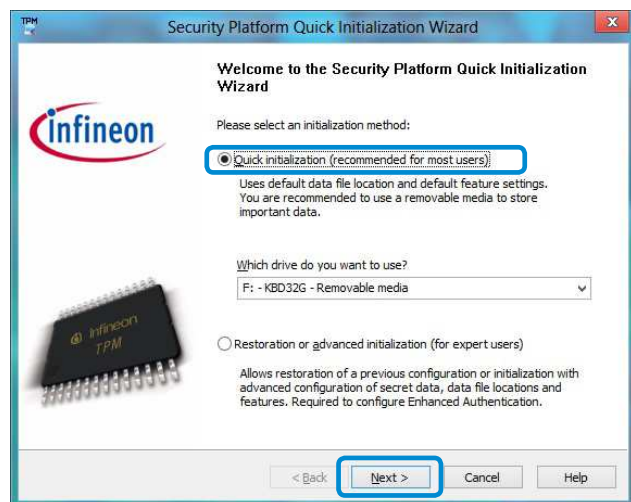 TPM
Security Platform Quick Initialization Wizard
x
Welcome to the Security Platform Quick Initialization
Wizard
infineon
Please select an initialization method:
Quick initialization (recommended for most users)
Uses default data file location and default feature settings.
You are recommended to use a removable media to store
important data.
Which drive do you want to use?
F: - KBD32G - Removable media
infineon
TPM
Restoration or advanced initialization (for expert users)
Allows restoration of a previous configuration or initialization with
advanced configuration of secret data, data file locations and
features. Required to configure Enhanced Authentication.
< Back
Next >
Cancel
Help